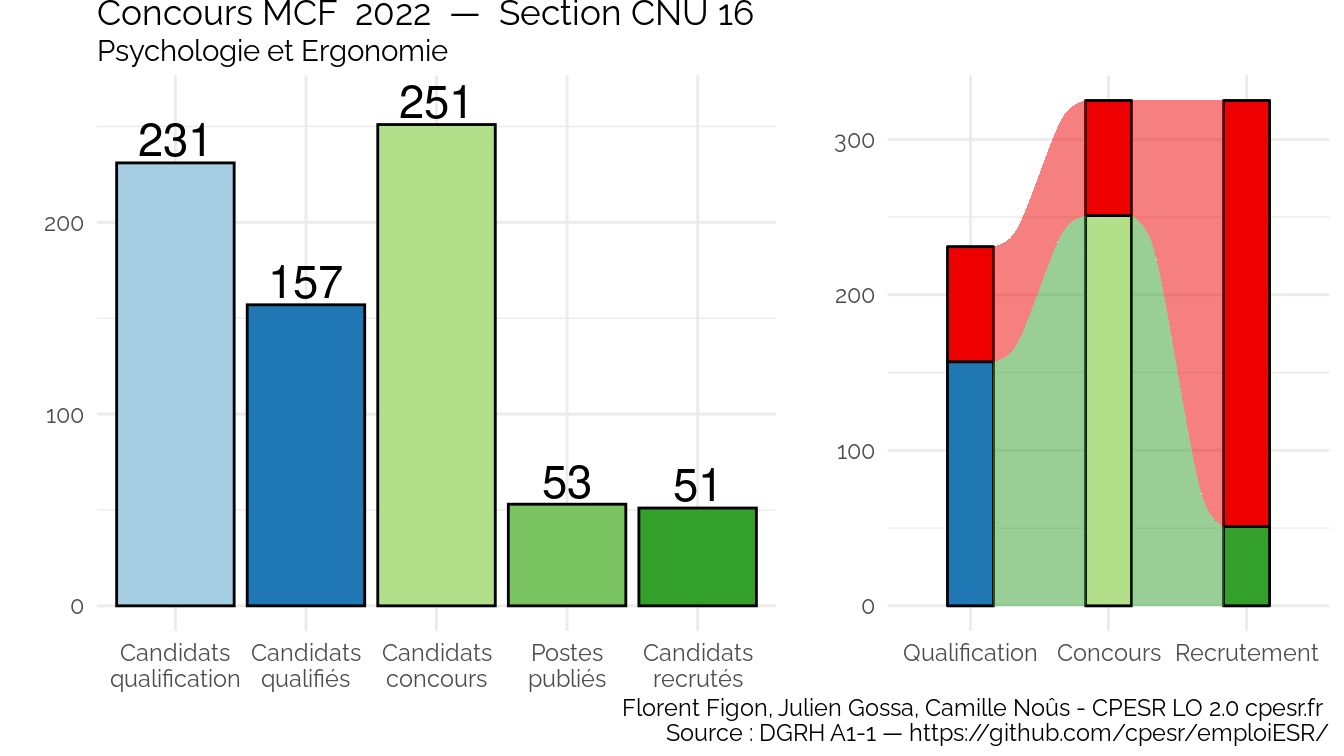 Concours MCF 2022 — Section CNU 16
Psychologie et Ergonomie
231
157
251
53
51
200
100
0
Candidats qualification
Candidats qualifiés
Candidats concours
Postes publiés
Candidats recrutés
300
200
100
0
Qualification
Concours
Recrutement
Florent Figon, Julien Gossa, Camille Noûs - CPESR LO 2.0 cpesr.fr
Source : DGRH A1-1 — https://github.com/cpesr/emploiESR/